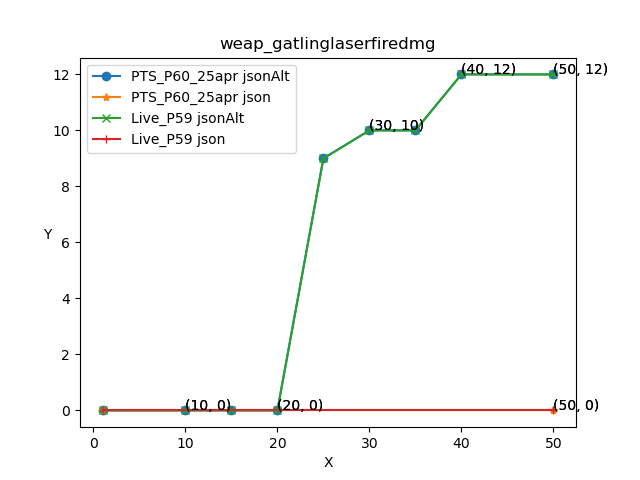 weap_gatlinglaserfiredmg
PTS_P60_25apr jsonAlt
PTS_P60_25apr json
Live_P59 jsonAlt
Live_P59 json
(40, 12)
(50, 12)
(30, 10)
(10, 0)
(20, 0)
(50, 0)
12
10
8
6
4
2
0
Y
0
10
20
30
40
50
X